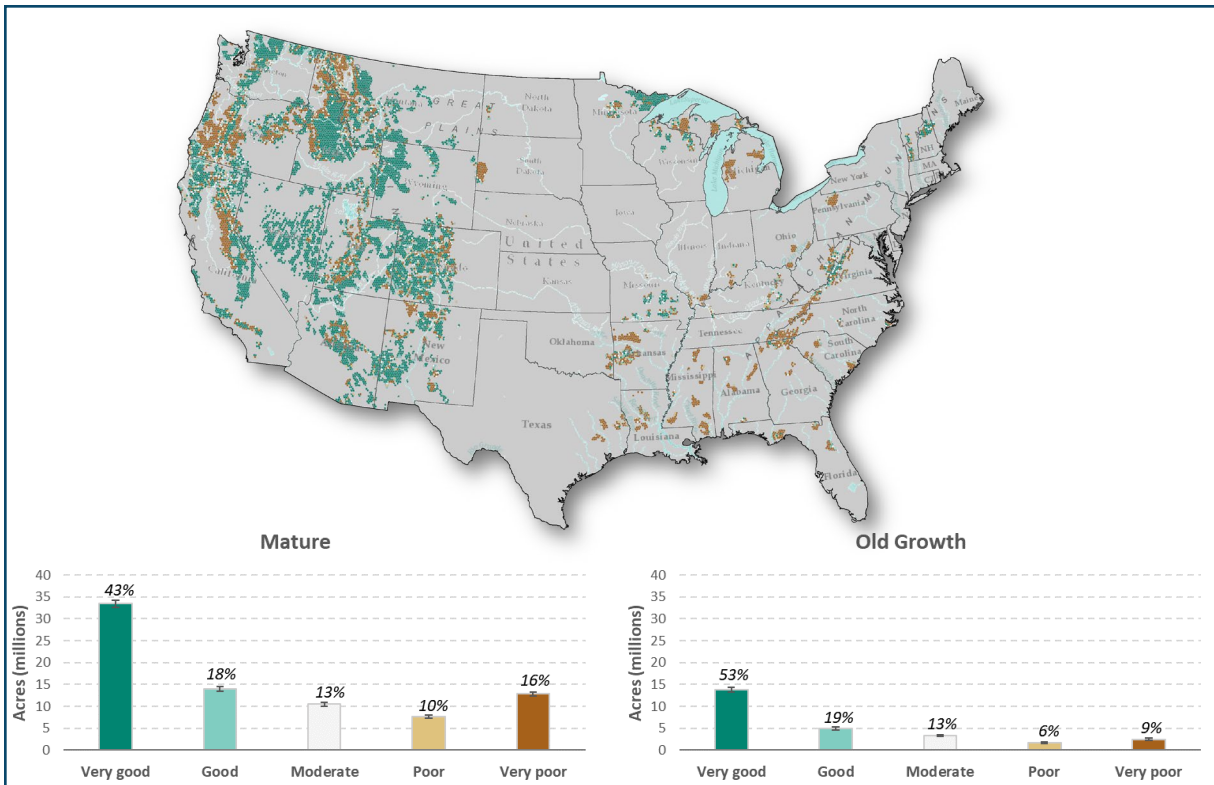 Montana
GREAT
North
Dakota
PLAINS
Minnesota
Maine
NH
MA
Wisconsin
Michigan
New York
South
Dakota
Wyoming
Pennsylvania
Iowa
Nebraska
Ohio
Illinois
Indiana
United
States
Virginia
California
Kansas
Missouri
Kentucky
North
Carolina
Tennessee
Oklahoma
Arkansas
South
Carolina
New
Mexico
Mississippi
Alabama
Georgia
Texas
Louisiana
Florida
Mature
Acres (millions)
40
35
30
25
20
15
10
5
0
43%
18%
13%
10%
16%
Very good Good Moderate Poor Very poor
Old Growth
Acres (millions)
40
35
30
25
20
15
10
5
0
53%
19%
13%
6%
9%
Very good Good Moderate Poor Very poor